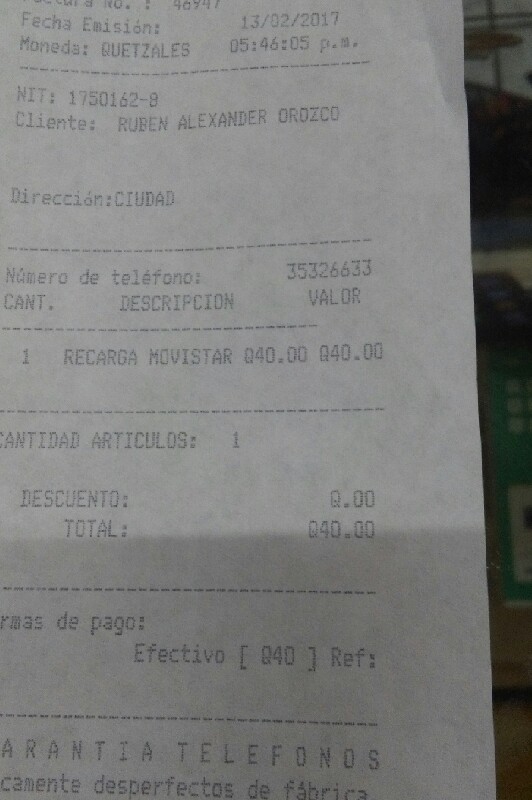 Factura No. : 46947
Fecha Emisión: 13/02/2017
Moneda: QUETZALES 05:46:05 p.m.
NIT: 1750162-8
Cliente: RUBEN ALEXANDER OROZCO
Dirección:CIUDAD
Número de teléfono: 35326633
CANT. DESCRIPCION VALOR
1 RECARGA MOVISTAR Q40.00 Q40.00
CANTIDAD ARTICULOS: 1
DESCUENTO: Q.00
TOTAL: Q40.00
rmas de pago:
Efectivo [ Q40 ] Ref:
ARANTIA TELEFONOS
camente desperfectos de fábrica